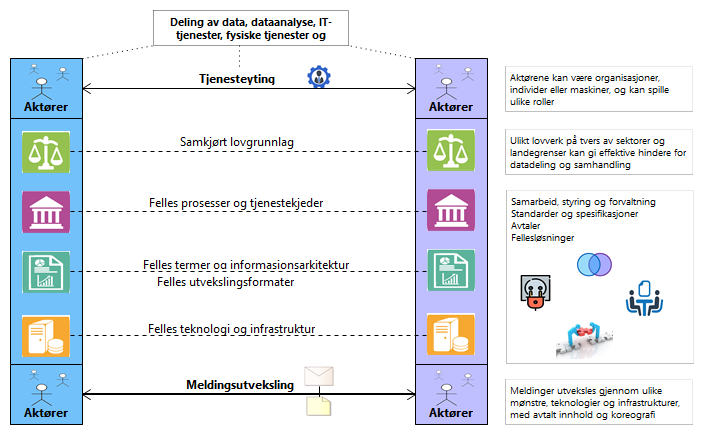 Deling av data, dataanalyse, IT-
tjenester, fysiske tjenester og
Tjenesteyting
Aktører
Aktører
Aktørene kan være organisasjoner,
individer eller maskiner, og kan spille
ulike roller
Samkjørt lovgrunnlag
Ulikt lovverk på tvers av sektorer og
landegrenser kan gi effektive hindere for
datadeling og samhandling
Felles prosesser og tjenestekjeder
Samarbeid, styring og forvaltning
Standarder og spesifikasjoner
Avtaler
Fellesløsninger
Felles termer og informasjonsarkitektur
Felles utvekslingsformater
Felles teknologi og infrastruktur
Meldingsutveksling
Aktører
Aktører
Meldinger utveksles gjennom ulike
mønstre, teknologier og infrastrukturer,
med avtalt innhold og koreografi